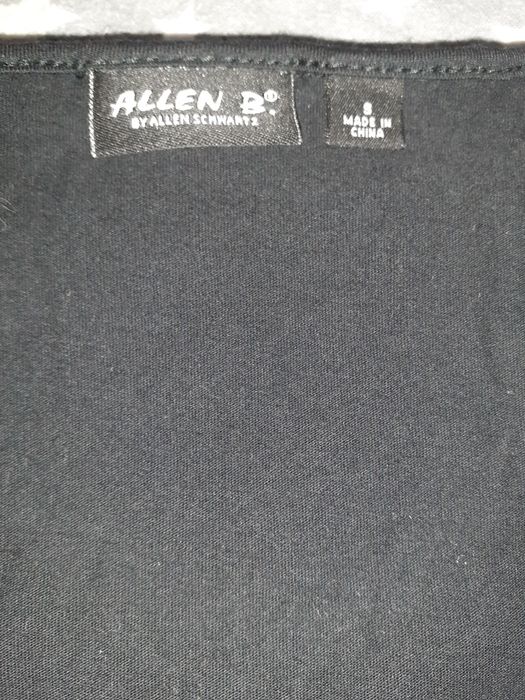 ALLEN B.®
BY ALLEN SCHWARTZ
S
MADE IN
CHINA